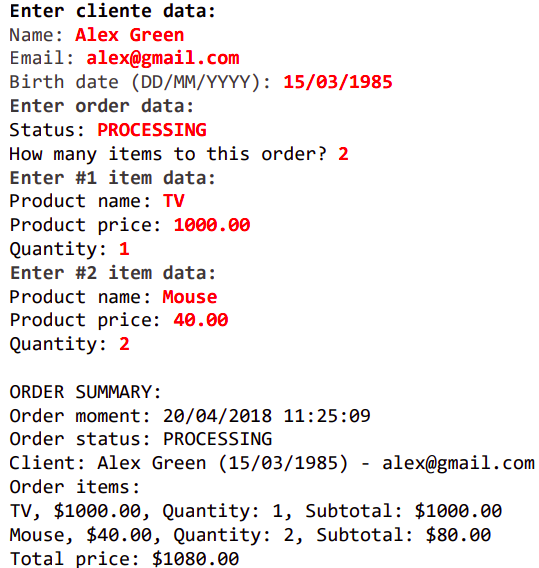 Enter cliente data:
Name: Alex Green
Email: alex@gmail.com
Birth date (DD/MM/YYYY): 15/03/1985
Enter order data:
Status: PROCESSING
How many items to this order? 2
Enter #1 item data:
Product name: TV
Product price: 1000.00
Quantity: 1
Enter #2 item data:
Product name: Mouse
Product price: 40.00
Quantity: 2

ORDER SUMMARY:
Order moment: 20/04/2018 11:25:09
Order status: PROCESSING
Client: Alex Green (15/03/1985) - alex@gmail.com
Order items:
TV, $1000.00, Quantity: 1, Subtotal: $1000.00
Mouse, $40.00, Quantity: 2, Subtotal: $80.00
Total price: $1080.00